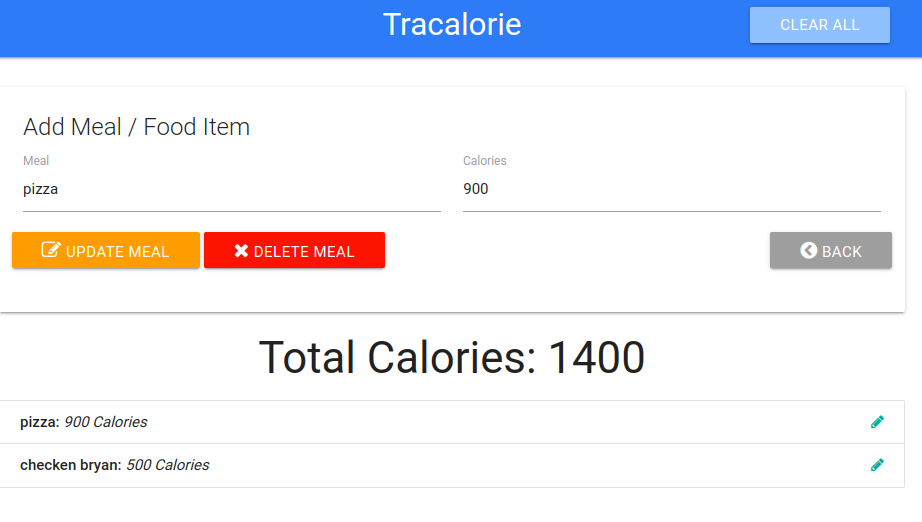 Tracalorie
CLEAR ALL
Add Meal / Food Item
Meal
Calories
pizza
900
UPDATE MEAL
DELETE MEAL
BACK
Total Calories: 1400
pizza: 900 Calories
checken bryan: 500 Calories